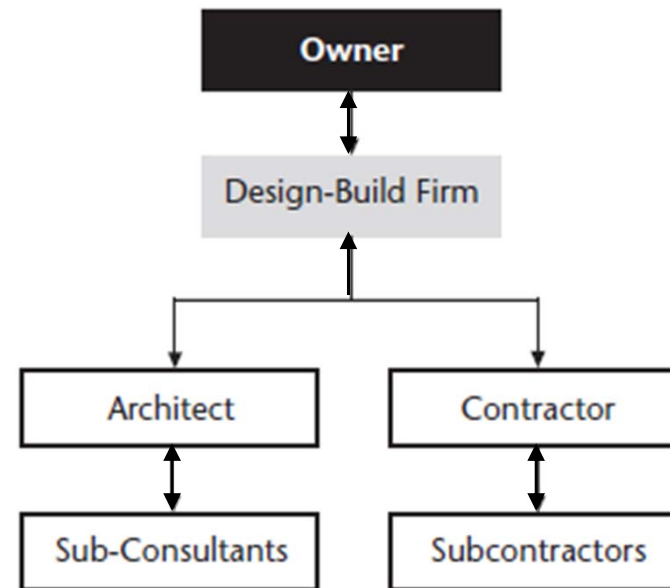 Owner
Design-Build Firm
Architect
Contractor
Sub-Consultants
Subcontractors